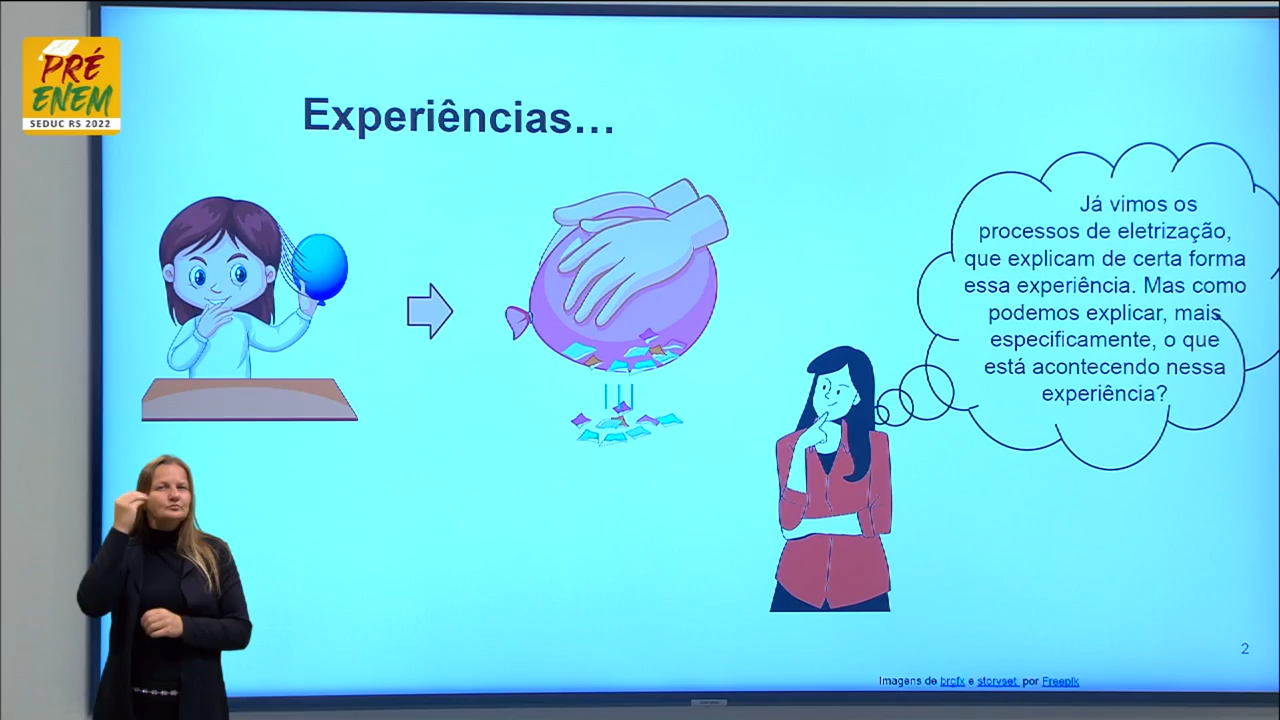 PRÉ
ENEM
SEDUC RS 2022
Experiências...
Já vimos os
processos de eletrização,
que explicam de certa forma
essa experiência. Mas como
podemos explicar, mais
especificamente, o que
está acontecendo nessa
experiência?
2
Imagens de brgfx e storyset por Freepik